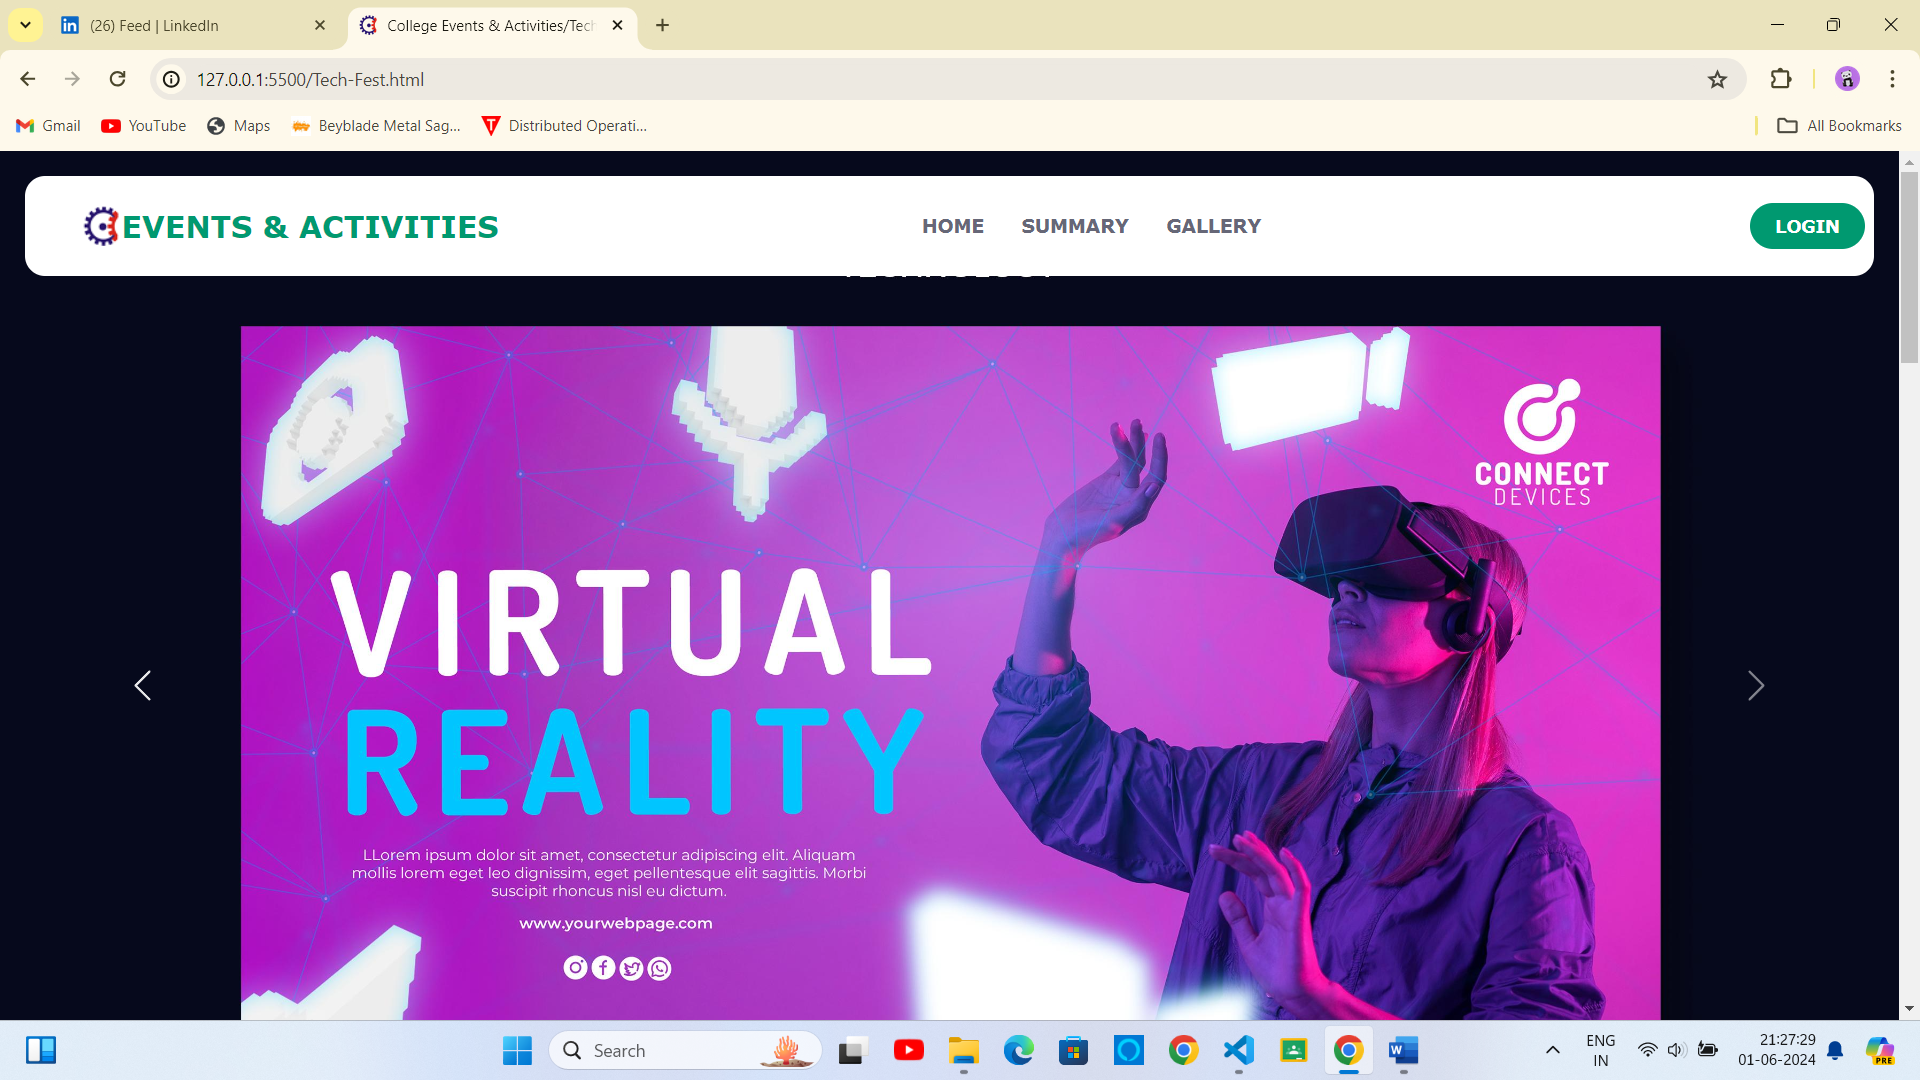 (26) Feed | LinkedIn
College Events & Activities/Tech
127.0.0.1:5500/Tech-Fest.html
Gmail
YouTube
Maps
Beyblade Metal Sag...
Distributed Operati...
All Bookmarks
EVENTS & ACTIVITIES
HOME
SUMMARY
GALLERY
LOGIN
CONNECT
DEVICES
VIRTUAL
REALITY
LLorem ipsum dolor sit amet, consectetur adipiscing elit. Aliquam
mollis lorem eget leo dignissim, eget pellentesque elit sagittis. Morbi
suscipit rhoncus nisl eu dictum.
www.yourwebpage.com
Search
ENG
IN
21:27:29
01-06-2024
PRE